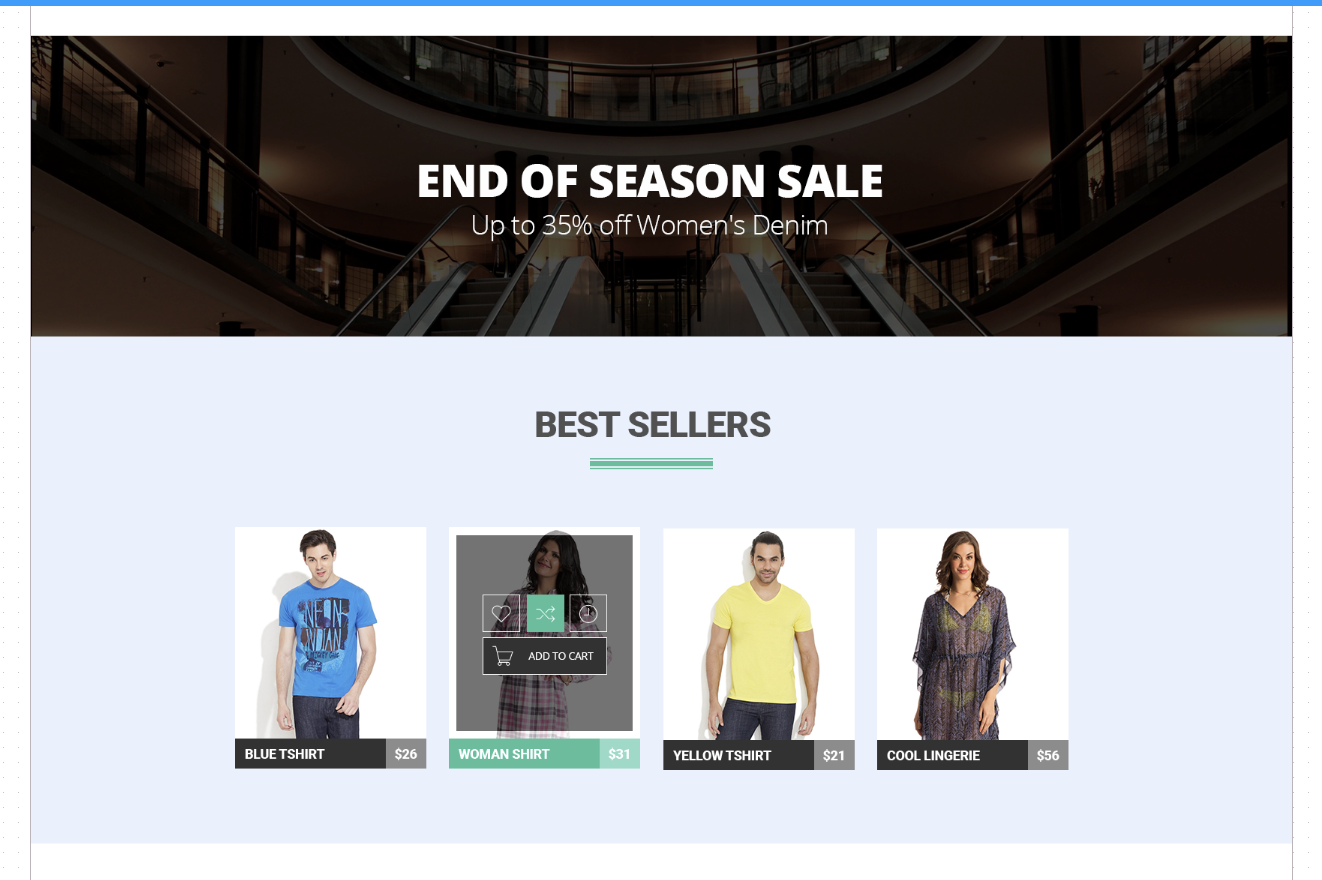 END OF SEASON SALE
Up to 35% off Women's Denim
BEST SELLERS
NEON
ADD TO CART
BLUE TSHIRT $26
WOMAN SHIRT $31
YELLOW TSHIRT $21
COOL LINGERIE $56